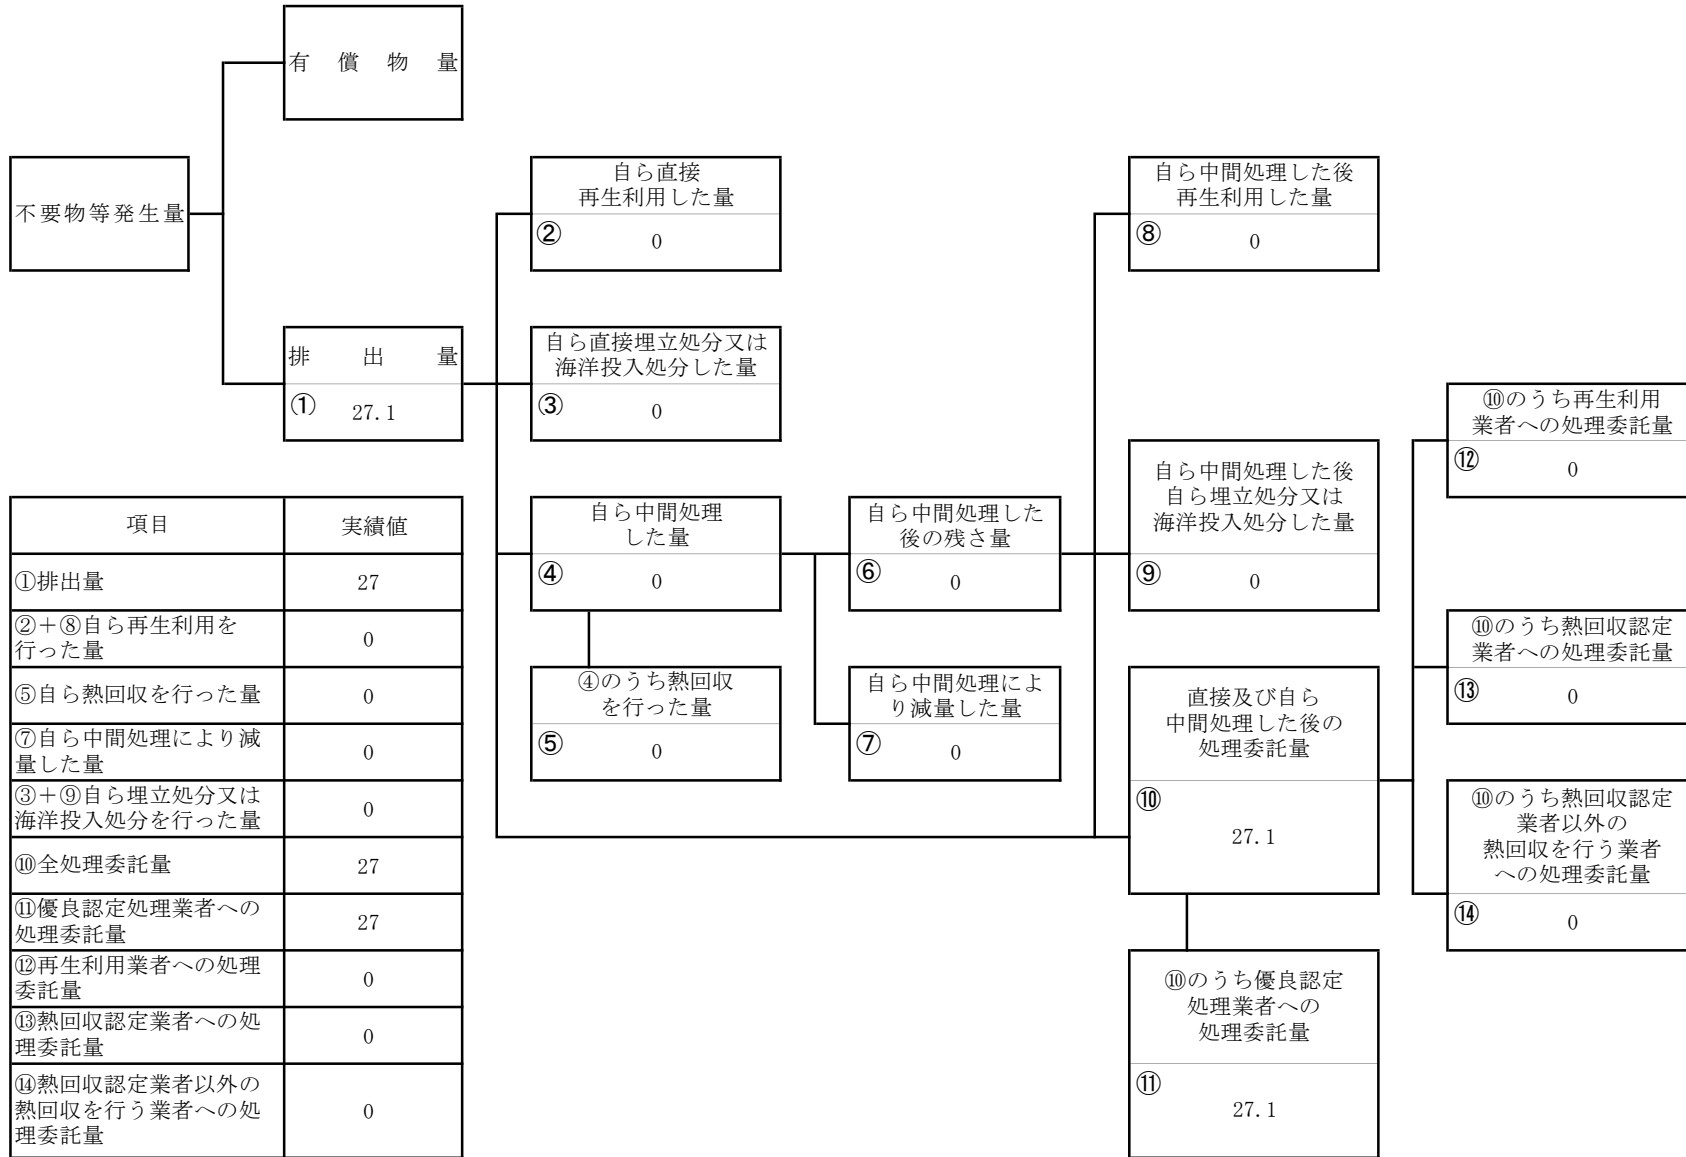 有償物量
不要物等発生量
自ら直接
再生利用した量
② 0
自ら中間処理した後
再生利用した量
⑧ 0
排出量
① 27.1
自ら直接埋立処分又は
海洋投入処分した量
③ 0
⑩のうち再生利用
業者への処理委託量
⑫ 0
自ら中間処理した後
自ら埋立処分又は
海洋投入処分した量
⑨ 0
自ら中間処理
した量
④ 0
自ら中間処理した
後の残さ量
⑥ 0
⑩のうち熱回収認定
業者への処理委託量
⑬ 0
④のうち熱回収
を行った量
⑤ 0
自ら中間処理によ
り減量した量
⑦ 0
直接及び自ら
中間処理した後の
処理委託量
⑩
27.1
⑩のうち熱回収認定
業者以外の
熱回収を行う業者
への処理委託量
⑭ 0
⑩のうち優良認定
処理業者への
処理委託量
⑪
27.1
項目 実績値
①排出量 27
②+⑧自ら再生利用を
行った量 0
⑤自ら熱回収を行った量 0
⑦自ら中間処理により減
量した量 0
③+⑨自ら埋立処分又は
海洋投入処分を行った量 0
⑩全処理委託量 27
⑪優良認定処理業者への
処理委託量 27
⑫再生利用業者への処理
委託量 0
⑬熱回収認定業者への処
理委託量 0
⑭熱回収認定業者以外の
熱回収を行う業者への処
理委託量 0